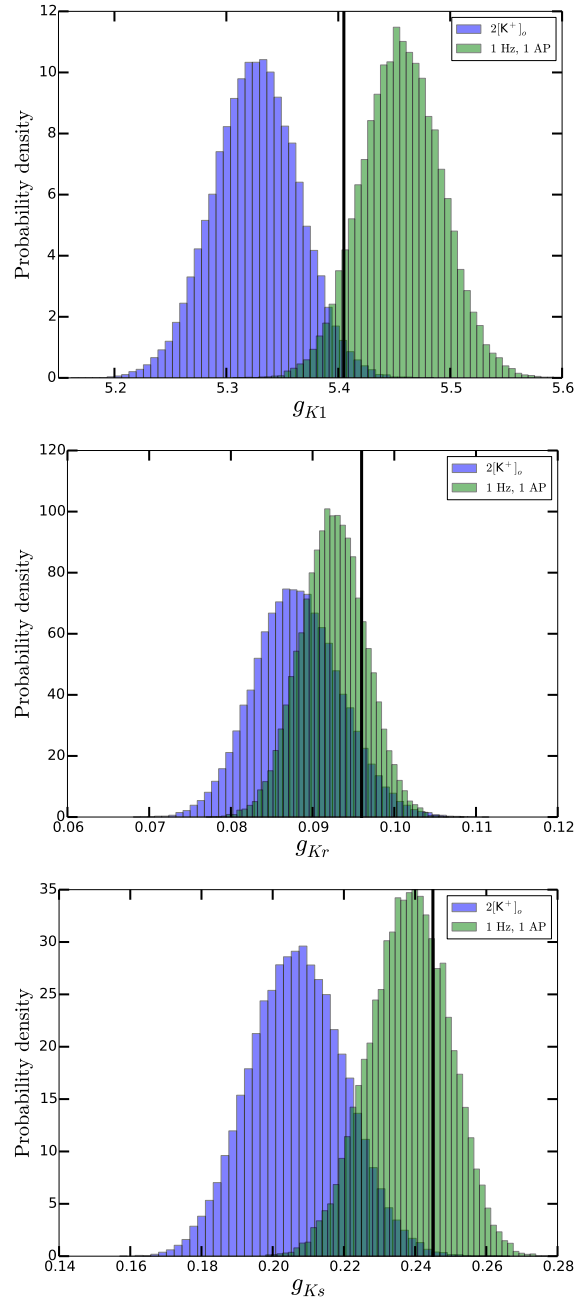 12
10
8
6
4
2
0
Probability density
2[K⁺]ₒ
1 Hz, 1 AP
5.2 5.3 5.4 5.5 5.6
g_{K1}
120
100
80
60
40
20
0
Probability density
2[K⁺]ₒ
1 Hz, 1 AP
0.06 0.07 0.08 0.09 0.10 0.11 0.12
g_{Kr}
35
30
25
20
15
10
5
0
Probability density
2[K⁺]ₒ
1 Hz, 1 AP
0.14 0.16 0.18 0.20 0.22 0.24 0.26 0.28
g_{Ks}